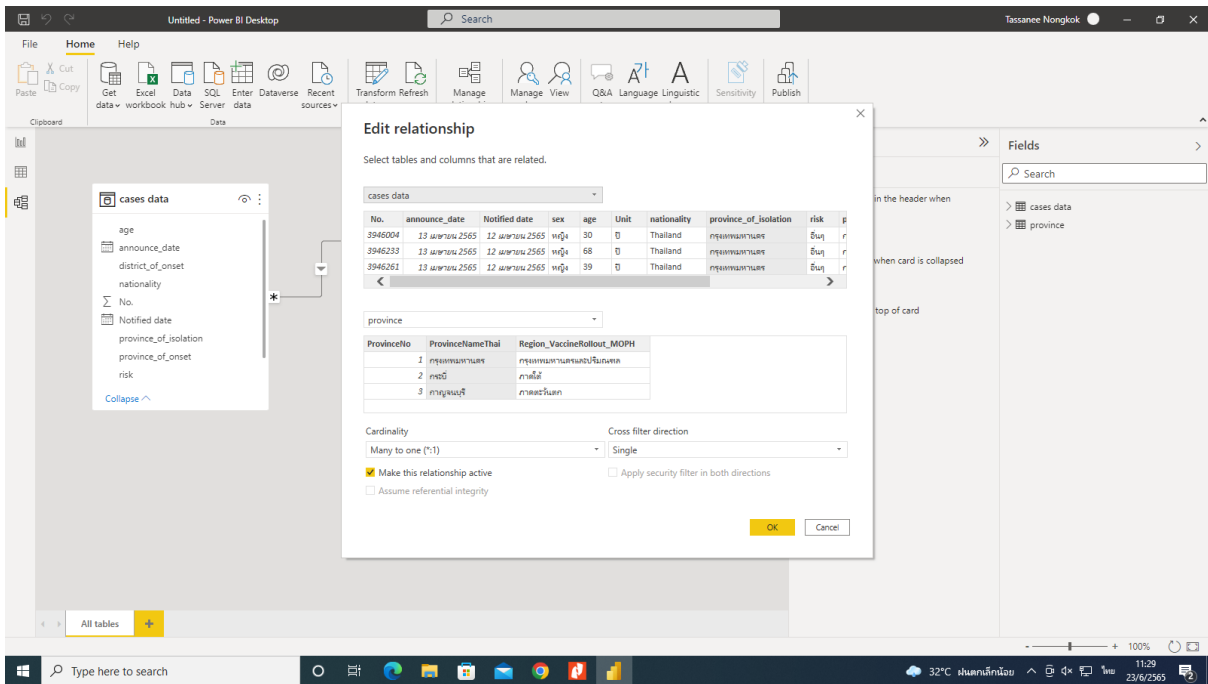 Untitled - Power BI Desktop
Search
Tassanee Nongkok
File Home Help
Paste
Cut
Copy
Get data
Excel workbook
Data hub
SQL Server
Enter data
Dataverse
Recent sources
Transform
Refresh
Manage
Manage
View
Q&A
Language
Linguistic
Sensitivity
Publish
Clipboard
Data
cases data
age
announce_date
district_of_onset
nationality
No.
Notified date
province_of_isolation
province_of_onset
risk
Collapse
*
Edit relationship
Select tables and columns that are related.
cases data
No. announce_date Notified date sex age Unit nationality province_of_isolation risk p
3946004 13 เมษายน 2565 12 เมษายน 2565 หญิง 30 ปี Thailand กรุงเทพมหานคร อื่นๆ
3946233 13 เมษายน 2565 12 เมษายน 2565 หญิง 68 ปี Thailand กรุงเทพมหานคร อื่นๆ
3946261 13 เมษายน 2565 12 เมษายน 2565 หญิง 39 ปี Thailand กรุงเทพมหานคร อื่นๆ
province
ProvinceNo ProvinceNameThai Region_VaccineRollout_MOPH
1 กรุงเทพมหานคร กรุงเทพมหานครและปริมณฑล
2 กระบี่ ภาคใต้
3 กาญจนบุรี ภาคตะวันตก
Cardinality
Many to one (*:1)
Cross filter direction
Single
Make this relationship active
Apply security filter in both directions
Assume referential integrity
OK
Cancel
in the header when
when card is collapsed
top of card
Fields
Search
cases data
province
All tables
+
- + 100%
Type here to search
32°C ฝนตกเล็กน้อย
ไทย
11:29
23/6/2565
2